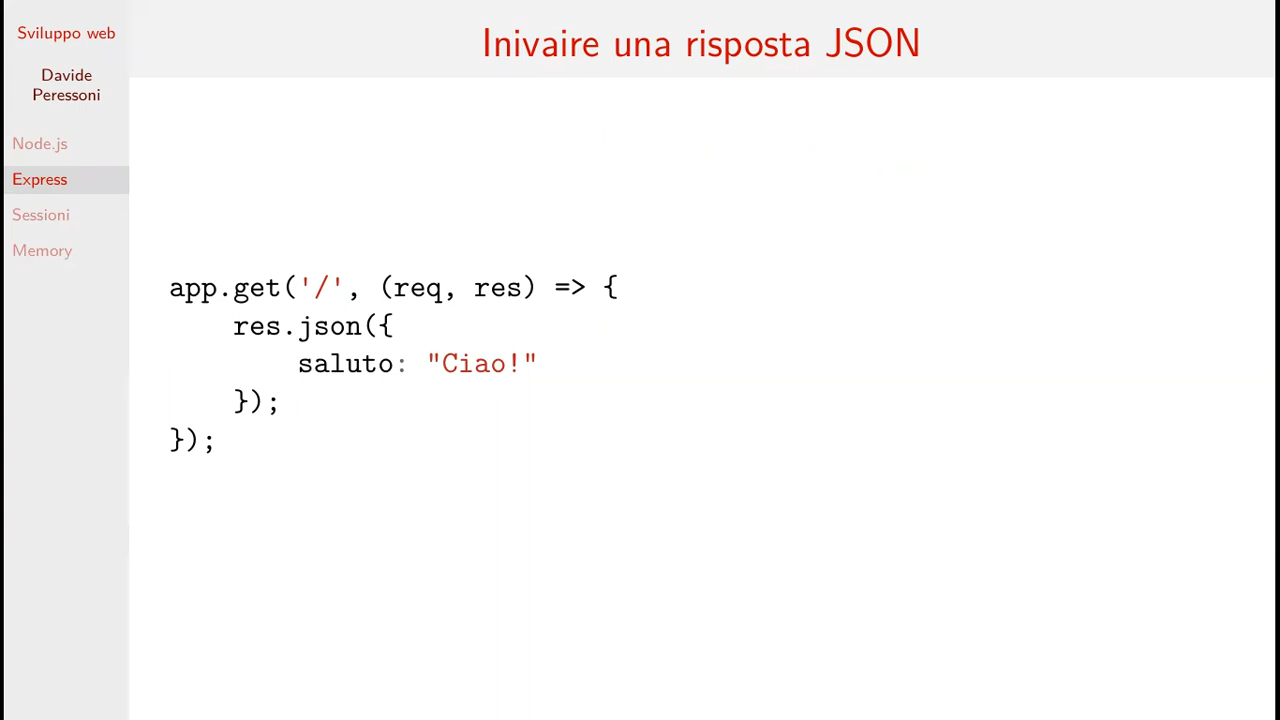 Sviluppo web
Davide
Peressoni
Node.js
Express
Sessioni
Memory
Inivaire una risposta JSON
app.get('/', (req, res) => {
    res.json({
        saluto: "Ciao!"
    });
});